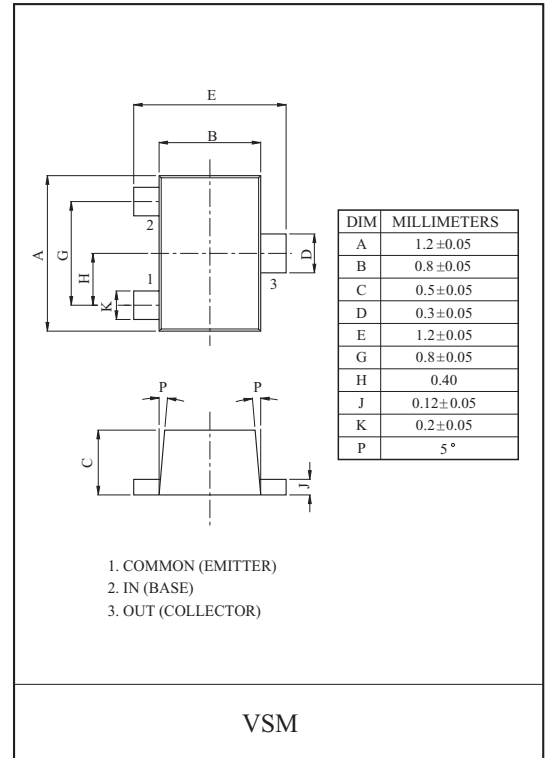 E
B
A
G
H
K
2
1
D
3
DIM MILLIMETERS
A 1.2±0.05
B 0.8±0.05
C 0.5±0.05
D 0.3±0.05
E 1.2±0.05
G 0.8±0.05
H 0.40
J 0.12±0.05
K 0.2±0.05
P 5°
P P
C
J
1. COMMON (EMITTER)
2. IN (BASE)
3. OUT (COLLECTOR)
VSM